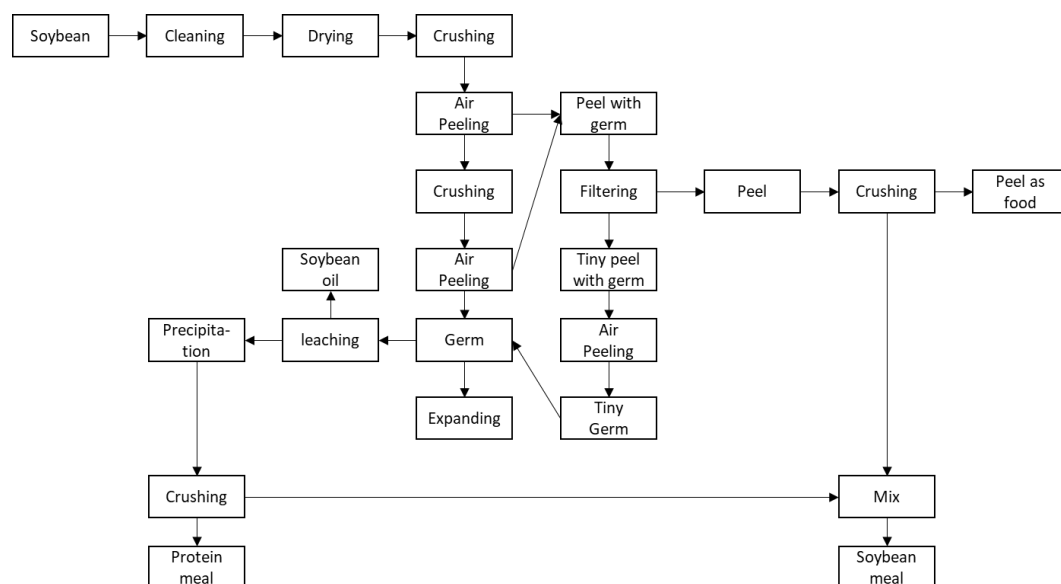 Soybean
Cleaning
Drying
Crushing
Air
Peeling
Peel with
germ
Crushing
Filtering
Peel
Crushing
Peel as
food
Soybean
oil
Air
Peeling
Tiny peel
with germ
Precipita-
tion
leaching
Germ
Air
Peeling
Expanding
Tiny
Germ
Crushing
Mix
Protein
meal
Soybean
meal